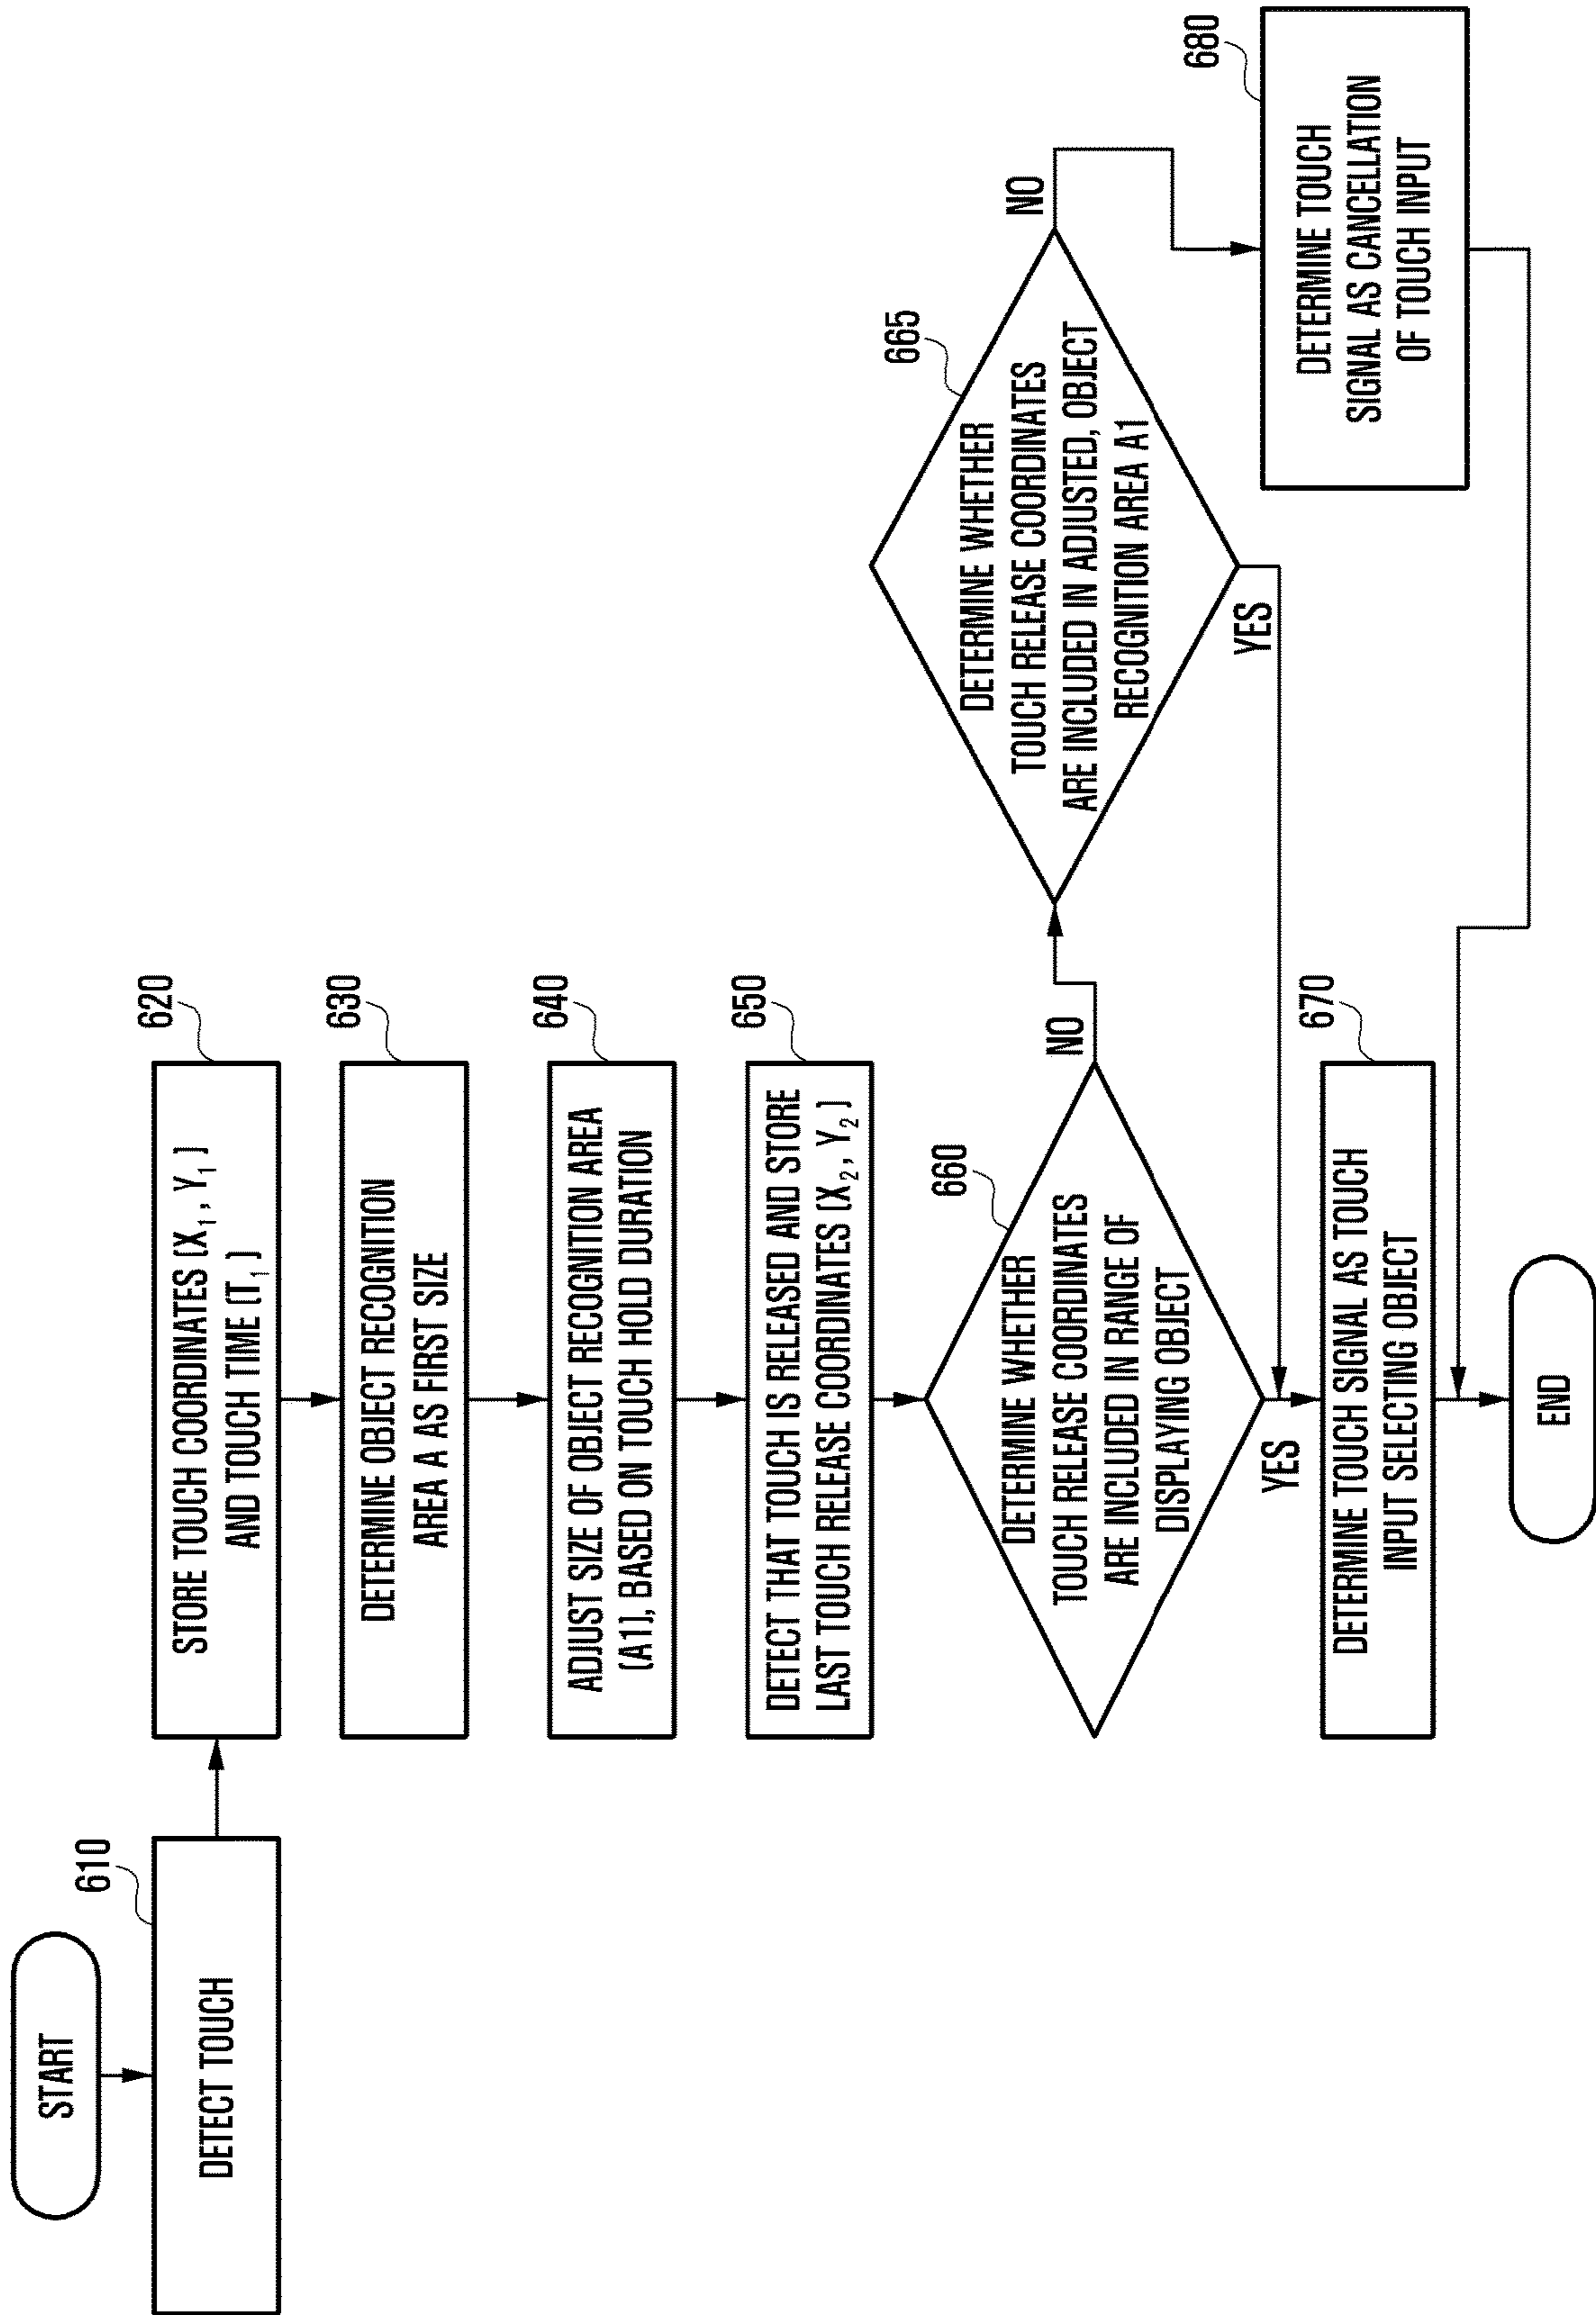 START
610
DETECT TOUCH
620
STORE TOUCH COORDINATES (X₁, Y₁)
AND TOUCH TIME (T₁)
630
DETERMINE OBJECT RECOGNITION
AREA A AS FIRST SIZE
640
ADJUST SIZE OF OBJECT RECOGNITION AREA
(A1), BASED ON TOUCH HOLD DURATION
650
DETECT THAT TOUCH IS RELEASED AND STORE
LAST TOUCH RELEASE COORDINATES (X₂, Y₂)
660
DETERMINE WHETHER
TOUCH RELEASE COORDINATES
ARE INCLUDED IN RANGE OF
DISPLAYING OBJECT
NO
YES
665
DETERMINE WHETHER
TOUCH RELEASE COORDINATES
ARE INCLUDED IN ADJUSTED, OBJECT
RECOGNITION AREA A1
NO
YES
670
DETERMINE TOUCH SIGNAL AS TOUCH
INPUT SELECTING OBJECT
680
DETERMINE TOUCH
SIGNAL AS CANCELLATION
OF TOUCH INPUT
END